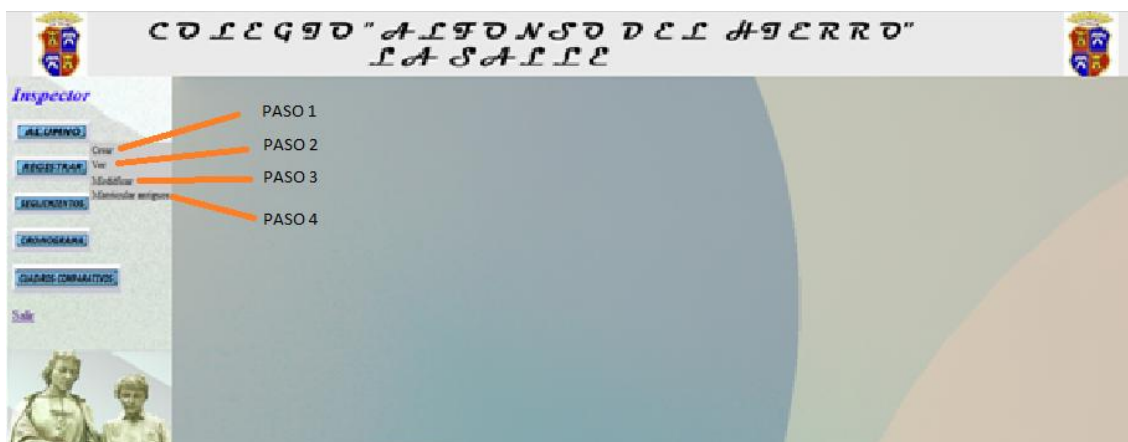 COLEGIO "ALFONSO DEL HIERRO"
LA SALLE
Inspector
ALUMNO
REGISTRAR
SEGUIMIENTOS
CRONOGRAMA
CUADROS COMPARATIVOS
Salir
Crear
Ver
Modificar
Matricular antiguos
PASO 1
PASO 2
PASO 3
PASO 4